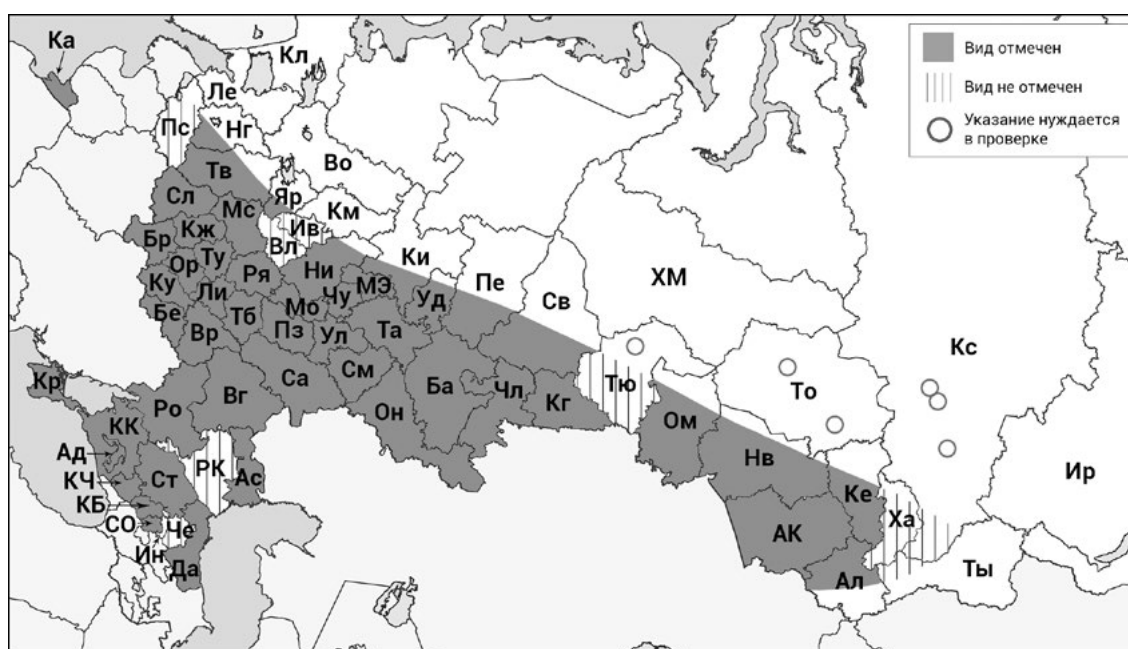 Ка
Кл
Ле
Вид отмечен
Вид не отмечен
Указание нуждается
в проверке
Пс
Нг
Тв
Во
Сл
Яр
Мс
Км
Ив
Вл
Бр
Кж
Ту
Ор
Ря
Ни
МЭ
Ки
Пе
Св
ХМ
Кс
Ку
Ли
Мо
Чу
Уд
Бе
Вр
Тб
Пз
Ул
Та
Кр
Ро
Вг
Са
См
Ба
Чл
Кг
Тю
То
Он
Ом
КК
Ад
КЧ
КБ
СО
Ст
РК
Ас
Нв
Ке
Ир
Че
Ин
Да
АК
Ха
Ал
Ты